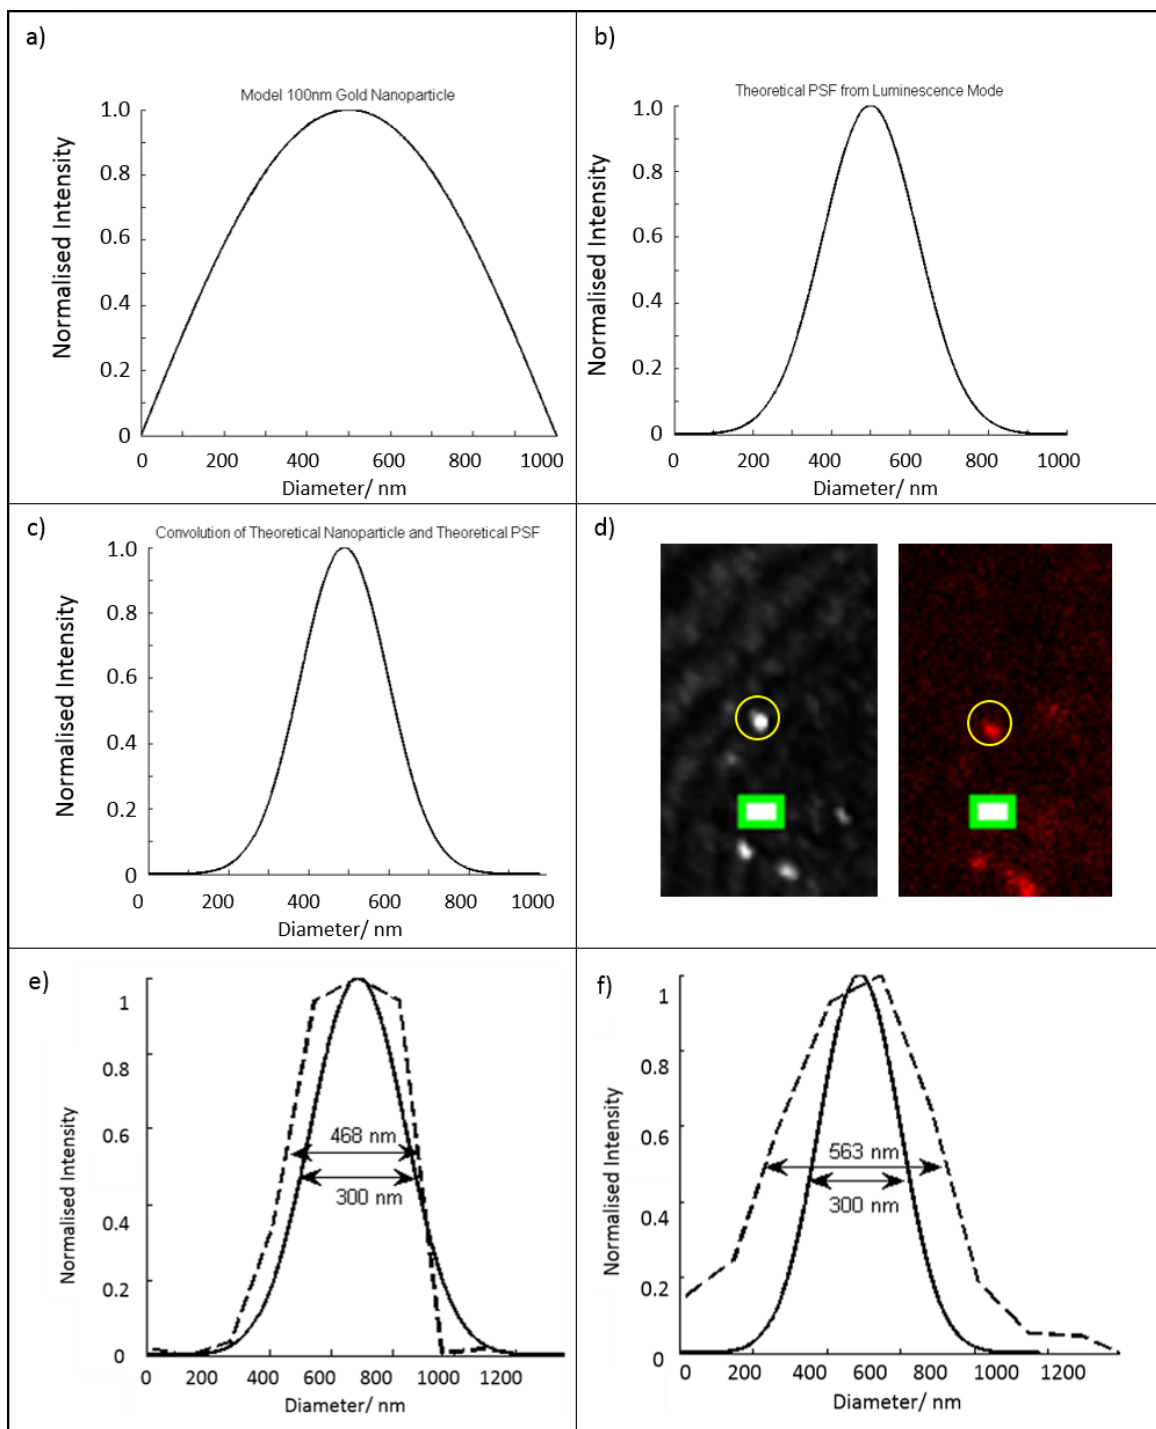 a)
Model 100nm Gold Nanoparticle
1.0
0.8
0.6
0.4
0.2
0
Normalised Intensity
0 200 400 600 800 1000
Diameter/ nm
b)
Theoretical PSF from Luminescence Mode
1.0
0.8
0.6
0.4
0.2
0
Normalised Intensity
0 200 400 600 800 1000
Diameter/ nm
c)
Convolution of Theoretical Nanoparticle and Theoretical PSF
1.0
0.8
0.6
0.4
0.2
0
Normalised Intensity
0 200 400 600 800 1000
Diameter/ nm
d)
e)
1
0.8
0.6
0.4
0.2
0
Normalised Intensity
468 nm
300 nm
0 200 400 600 800 1000 1200
Diameter/ nm
f)
1
0.8
0.6
0.4
0.2
0
Normalised Intensity
563 nm
300 nm
0 200 400 600 800 1000 1200
Diameter/ nm